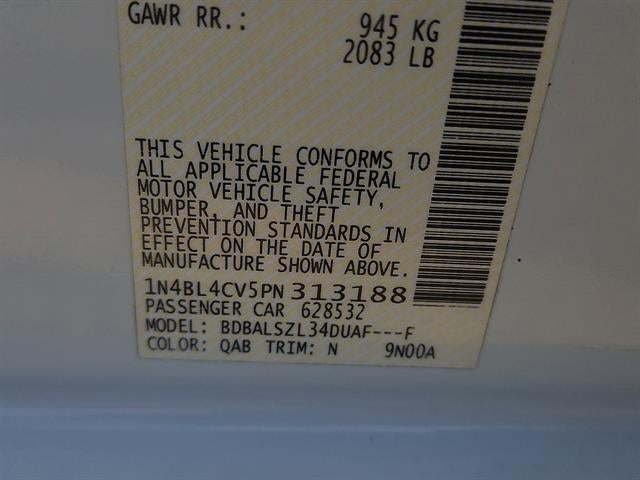 GAWR RR.: 945 KG
2083 LB
THIS VEHICLE CONFORMS TO
ALL APPLICABLE FEDERAL
MOTOR VEHICLE SAFETY,
BUMPER, AND THEFT
PREVENTION STANDARDS IN
EFFECT ON THE DATE OF
MANUFACTURE SHOWN ABOVE.
1N4BL4CV5PN 313188
PASSENGER CAR 628532
MODEL: BDBALSZL34DUAF---F
COLOR: QAB TRIM: N 9N00A